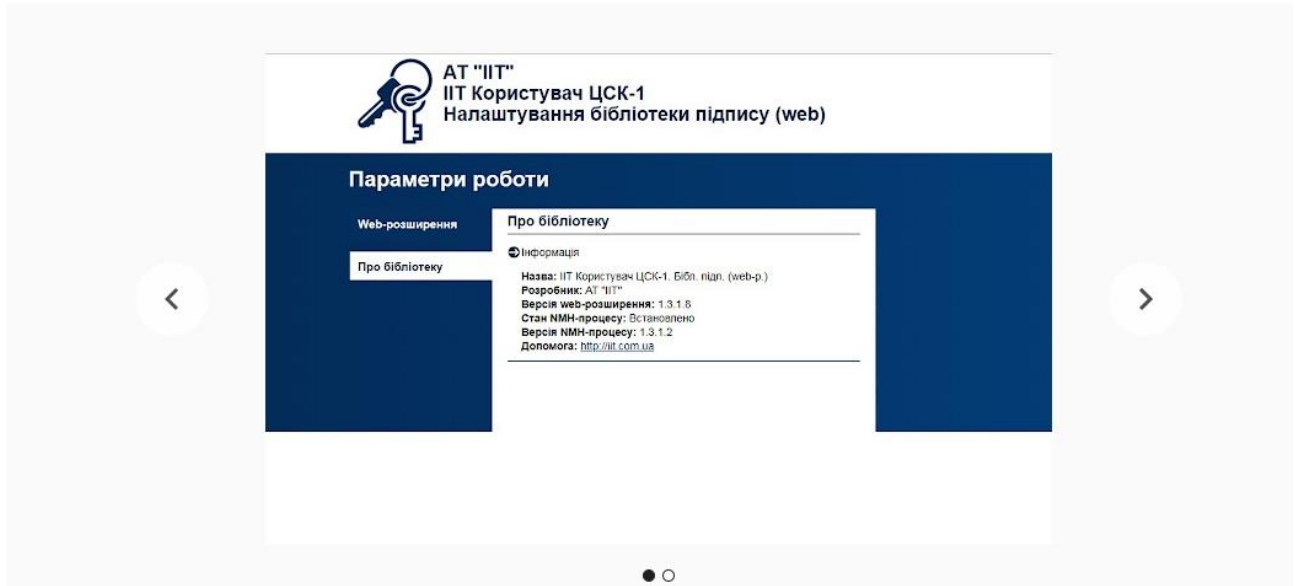 АТ "ІІТ"
ІІТ Користувач ЦСК-1
Налаштування бібліотеки підпису (web)
Параметри роботи
Web-розширення
Про бібліотеку
Про бібліотеку
Інформація
Назва: ІІТ Користувач ЦСК-1. Бібл. підп. (web-р.)
Розробник: АТ "ІІТ"
Версія web-розширення: 1.3.1.8
Стан NMH-процесу: Встановлено
Версія NMH-процесу: 1.3.1.2
Допомога: http://iit.com.ua